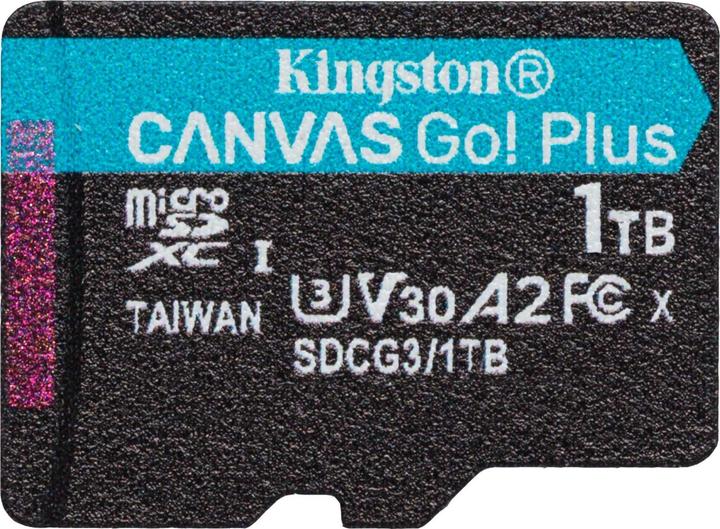 Kingston®
CANVAS Go! Plus
micro SD XC I
1TB
TAIWAN
U3 V30 A2 FC X
SDCG3/1TB